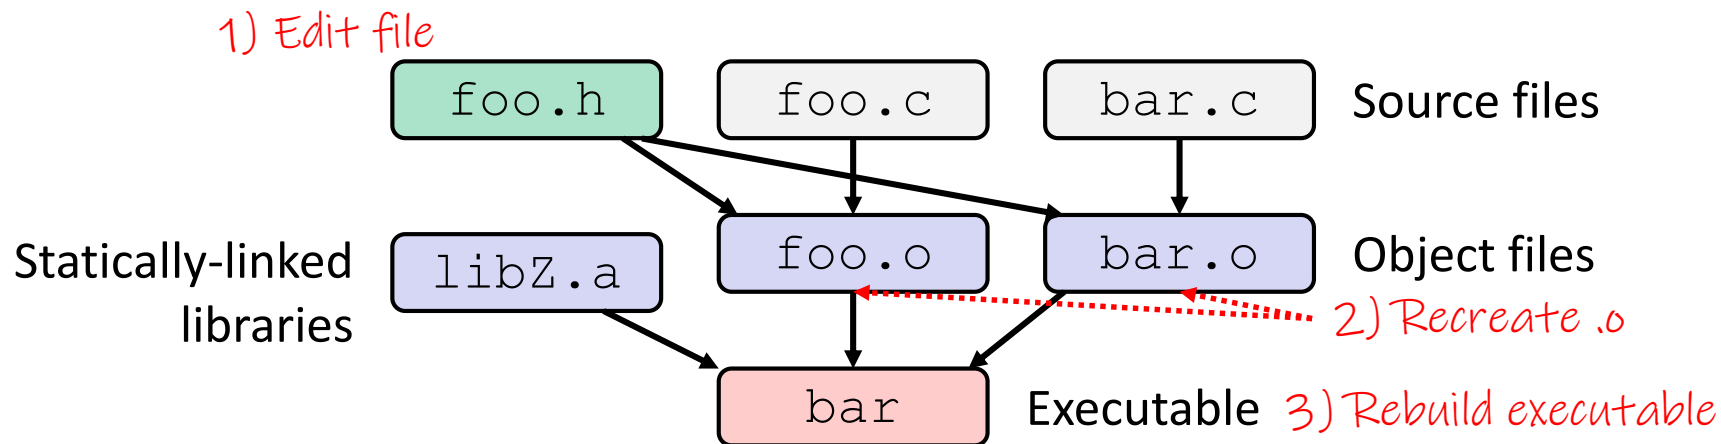 1) Edit file
foo.h
foo.c
bar.c
Source files
Statically-linked
libraries
libZ.a
foo.o
bar.o
Object files
2) Recreate .o
bar
Executable
3) Rebuild executable